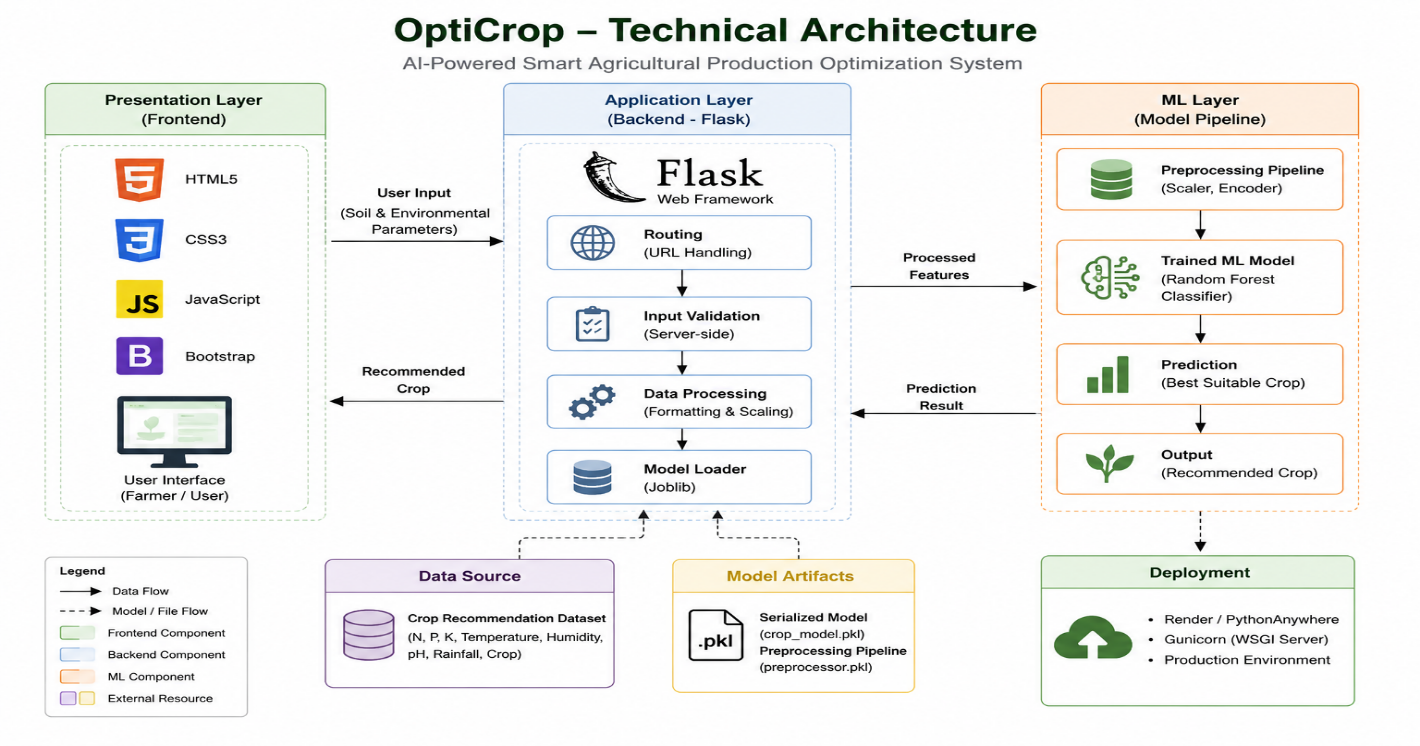 OptiCrop – Technical Architecture
AI-Powered Smart Agricultural Production Optimization System
Presentation Layer
(Frontend)
5
HTML5
3
CSS3
JS
JavaScript
B
Bootstrap
User Interface
(Farmer / User)
User Input
(Soil & Environmental
Parameters)
Recommended
Crop
Application Layer
(Backend - Flask)
Flask
Web Framework
Routing
(URL Handling)
Input Validation
(Server-side)
Data Processing
(Formatting & Scaling)
Model Loader
(Joblib)
Processed
Features
Prediction
Result
ML Layer
(Model Pipeline)
Preprocessing Pipeline
(Scaler, Encoder)
Trained ML Model
(Random Forest
Classifier)
Prediction
(Best Suitable Crop)
Output
(Recommended Crop)
Legend
Data Flow
Model / File Flow
Frontend Component
Backend Component
ML Component
External Resource
Data Source
Crop Recommendation Dataset
(N, P, K, Temperature, Humidity,
pH, Rainfall, Crop)
Model Artifacts
.pkl
Serialized Model
(crop_model.pkl)
Preprocessing Pipeline
(preprocessor.pkl)
Deployment
• Render / PythonAnywhere
• Gunicorn (WSGI Server)
• Production Environment